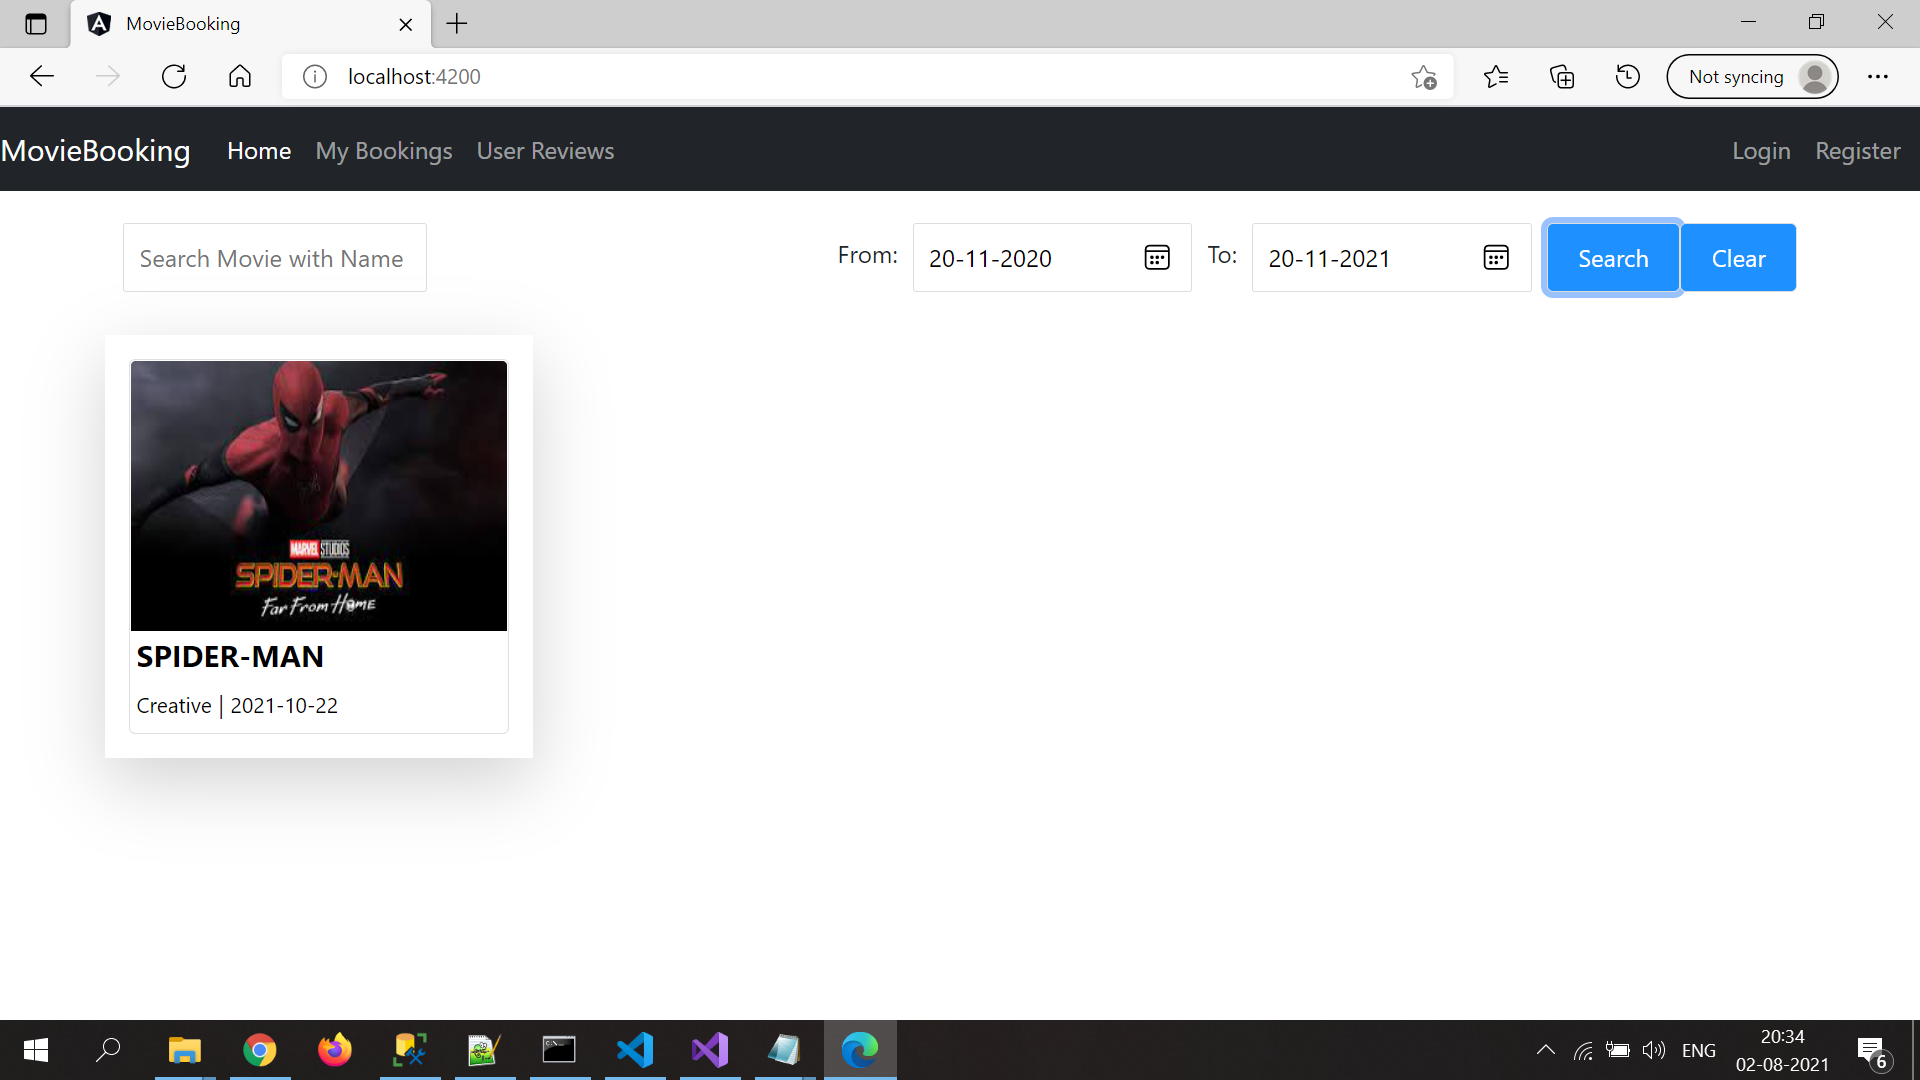 MovieBooking
localhost:4200
Not syncing
MovieBooking Home My Bookings User Reviews Login Register
Search Movie with Name From: 20-11-2020 To: 20-11-2021 Search Clear
MARVEL STUDIOS
SPIDER-MAN
Far From Home
SPIDER-MAN
Creative | 2021-10-22
ENG
20:34
02-08-2021
6